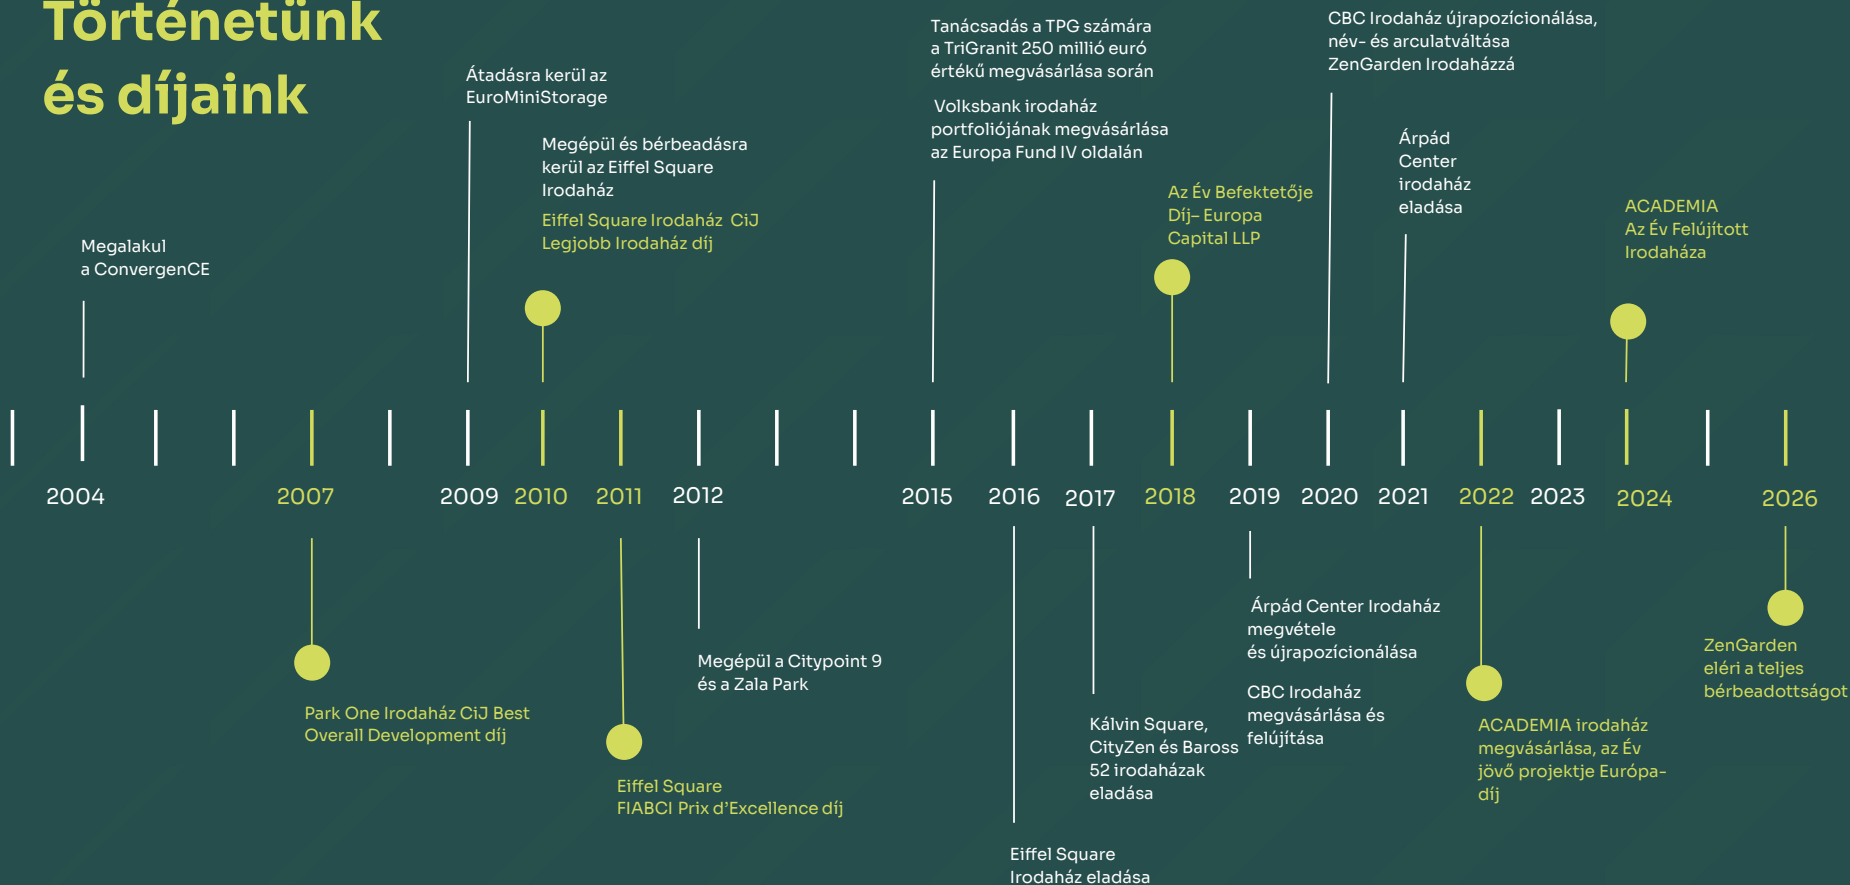 Történetünk
és díjaink
Megalakul
a ConvergenCE
Átadásra kerül az
EuroMiniStorage
Megépül és bérbeadásra
kerül az Eiffel Square
Irodaház
Eiffel Square Irodaház CiJ
Legjobb Irodaház díj
Tanácsadás a TPG számára
a TriGranit 250 millió euró
értékű megvásárlása során
Volksbank irodaház
portfoliójának megvásárlása
az Europa Fund IV oldalán
Az Év Befektetője
Díj– Europa
Capital LLP
CBC Irodaház újrapozícionálása,
név- és arculatváltása
ZenGarden Irodaházzá
Árpád
Center
irodaház
eladása
ACADEMIA
Az Év Felújított
Irodaháza
2004
2007
2009
2010
2011
2012
2015
2016
2017
2018
2019
2020
2021
2022
2023
2024
2026
Park One Irodaház CiJ Best
Overall Development díj
Eiffel Square
FIABCI Prix d’Excellence díj
Megépül a Citypoint 9
és a Zala Park
Eiffel Square
Irodaház eladása
Kálvin Square,
CityZen és Baross
52 irodaházak
eladása
Árpád Center Irodaház
megvétele
és újrapozícionálása
CBC Irodaház
megvásárlása és
felújítása
ACADEMIA irodaház
megvásárlása, az Év
jövő projektje Európa-
díj
ZenGarden
eléri a teljes
bérbeadottságot